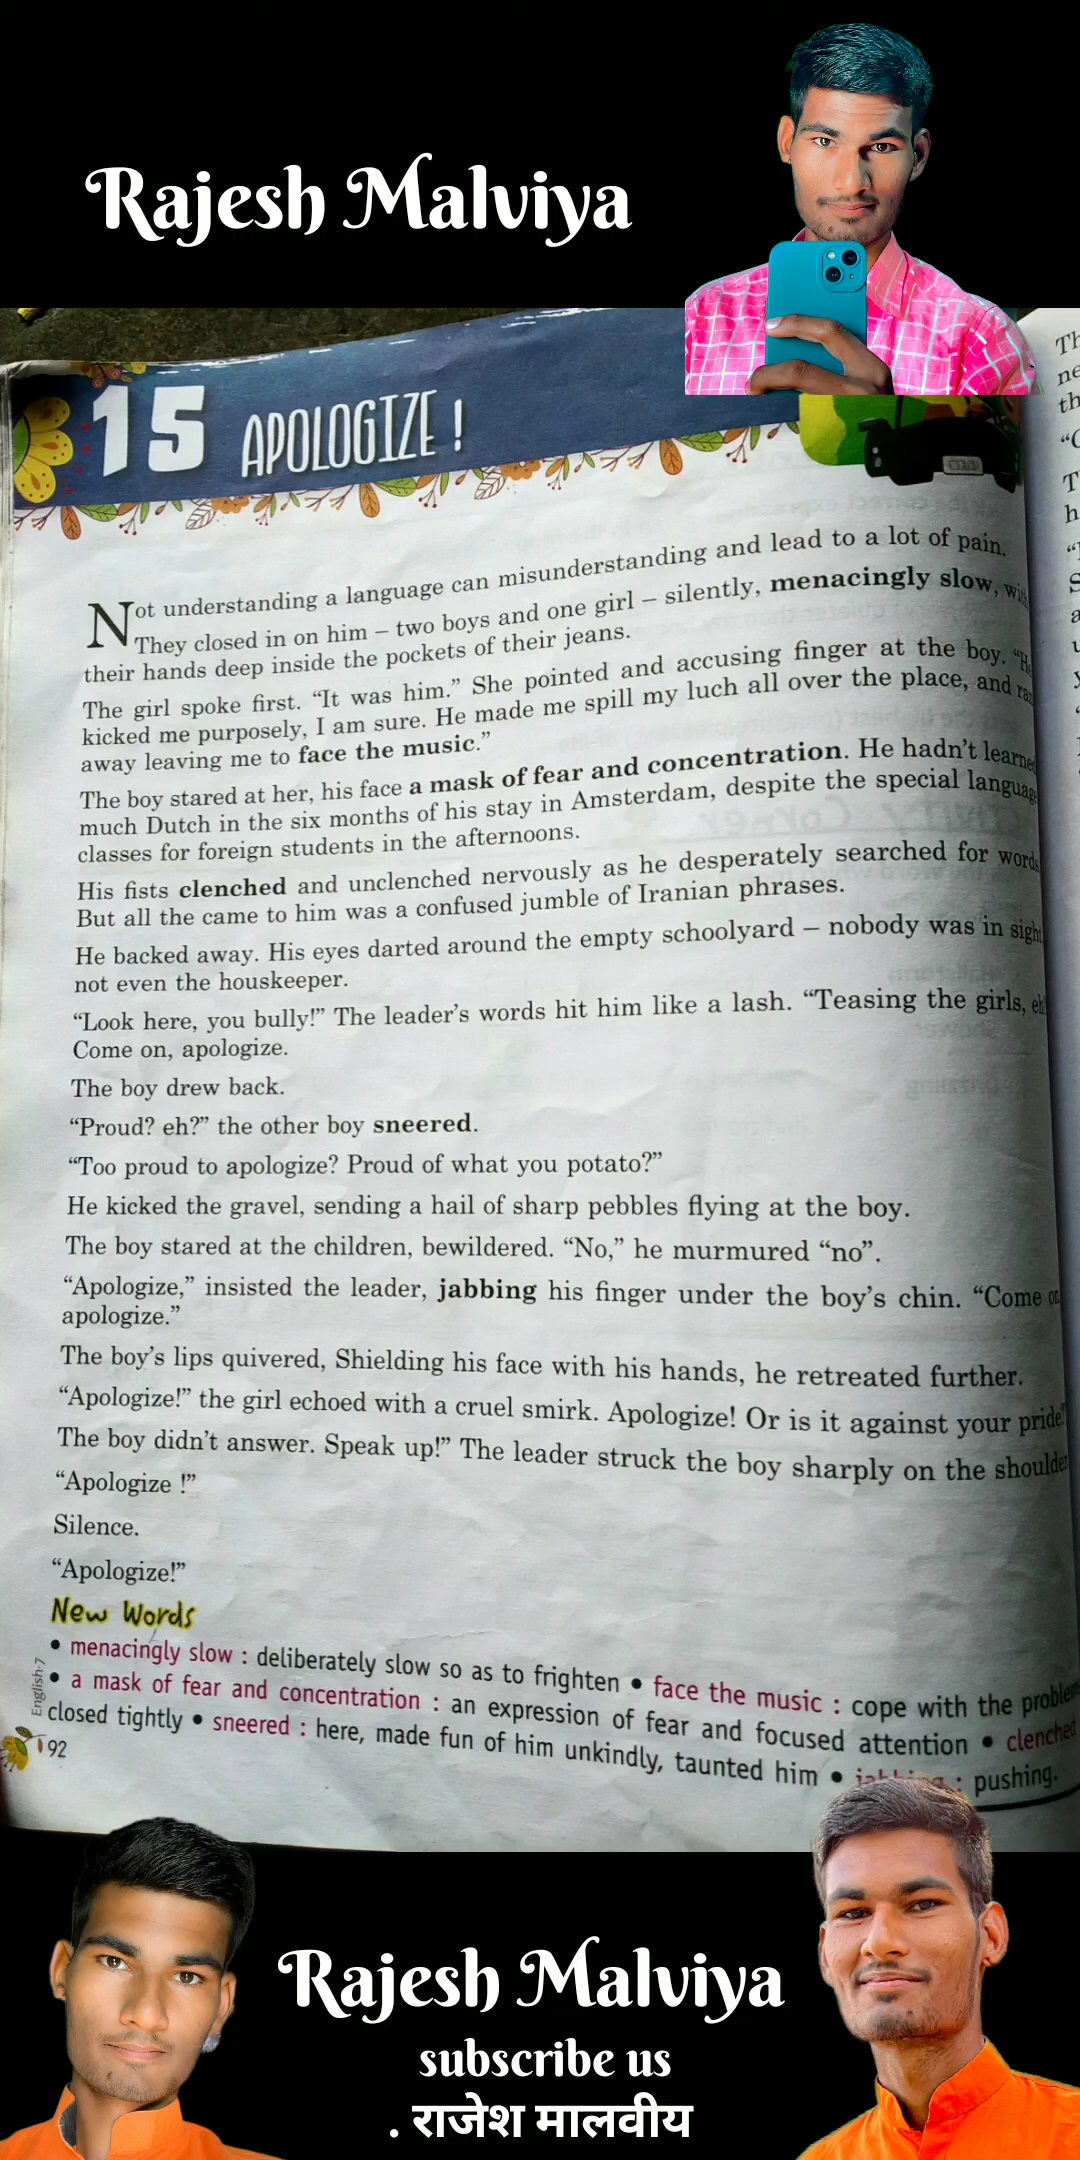 Rajesh Malviya
15 APOLOGIZE !
Not understanding a language can misunderstanding and lead to a lot of pain.
They closed in on him – two boys and one girl – silently, menacingly slow,
their hands deep inside the pockets of their jeans.
The girl spoke first. “It was him.” She pointed and accusing finger at the boy.
kicked me purposely, I am sure. He made me spill my luch all over the place, and
away leaving me to face the music.”
The boy stared at her, his face a mask of fear and concentration. He hadn’t
much Dutch in the six months of his stay in Amsterdam, despite the special
classes for foreign students in the afternoons.
His fists clenched and unclenched nervously as he desperately searched for words
But all the came to him was a confused jumble of Iranian phrases.
He backed away. His eyes darted around the empty schoolyard – nobody was in
not even the houskeeper.
“Look here, you bully!” The leader’s words hit him like a lash. “Teasing the girls,
Come on, apologize.
The boy drew back.
“Proud? eh?” the other boy sneered.
“Too proud to apologize? Proud of what you potato?”
He kicked the gravel, sending a hail of sharp pebbles flying at the boy.
The boy stared at the children, bewildered. “No,” he murmured “no”.
“Apologize,” insisted the leader, jabbing his finger under the boy’s chin. “Come
apologize.”
The boy’s lips quivered, Shielding his face with his hands, he retreated further.
“Apologize!” the girl echoed with a cruel smirk. Apologize! Or is it against your pride
The boy didn’t answer. Speak up!” The leader struck the boy sharply on the shoulder
“Apologize !”
Silence.
“Apologize!”
New Words
• menacingly slow : deliberately slow so as to frighten • face the music : cope with the
• a mask of fear and concentration : an expression of fear and focused attention • clenched
closed tightly • sneered : here, made fun of him unkindly, taunted him • : pushing.
English-7
92
Rajesh Malviya
subscribe us
. राजेश मालवीय